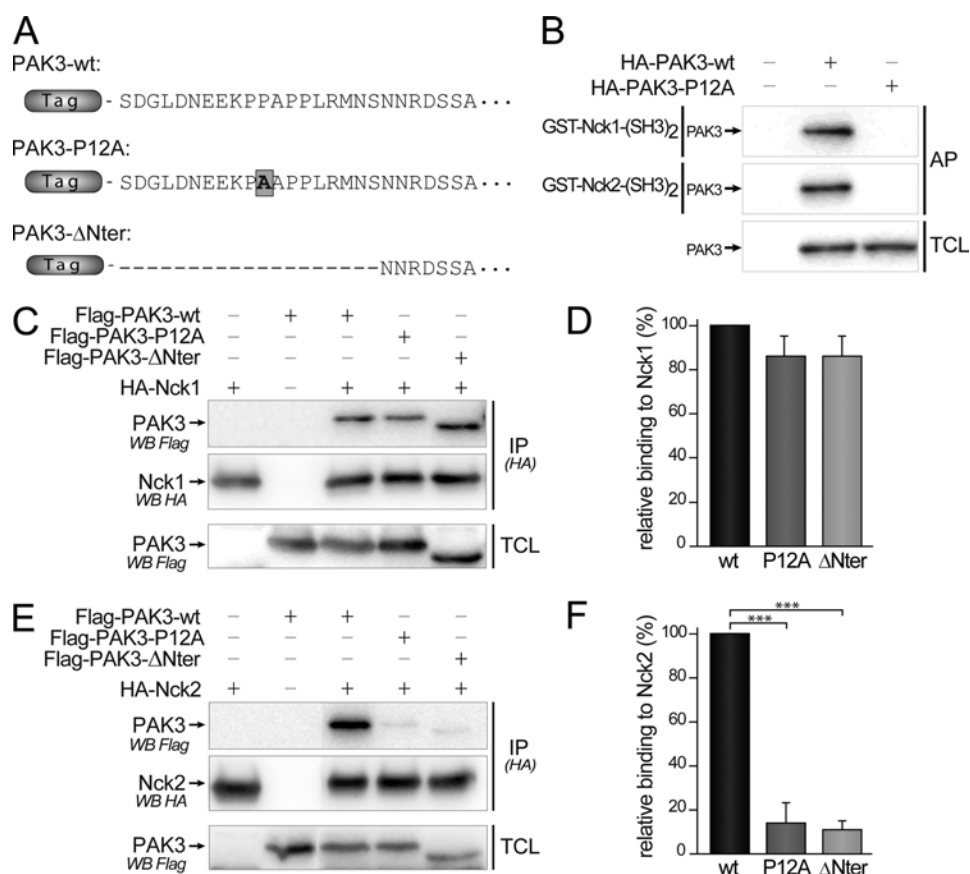 A
PAK3-wt:
Tag - SDGLDNEEKPPAPPLRMNSNNRDSSA···
PAK3-P12A:
Tag - SDGLDNEEKPAAPPLRMNSNNRDSSA···
PAK3-ΔNter:
Tag - -------------------NNRDSSA···
B
HA-PAK3-wt – + –
HA-PAK3-P12A – – +
GST-Nck1-(SH3)2 PAK3
GST-Nck2-(SH3)2 PAK3
AP
PAK3 TCL
C
Flag-PAK3-wt – + + – –
Flag-PAK3-P12A – – – + –
Flag-PAK3-ΔNter – – – – +
HA-Nck1 + – + + +
PAK3
WB Flag
IP
(HA)
Nck1
WB HA
PAK3 TCL
WB Flag
D
relative binding to Nck1 (%)
100
80
60
40
20
0
wt P12A ΔNter
E
Flag-PAK3-wt – + + – –
Flag-PAK3-P12A – – – + –
Flag-PAK3-ΔNter – – – – +
HA-Nck2 + – + + +
PAK3
WB Flag
IP
(HA)
Nck2
WB HA
PAK3 TCL
WB Flag
F
relative binding to Nck2 (%)
***
***
100
80
60
40
20
0
wt P12A ΔNter